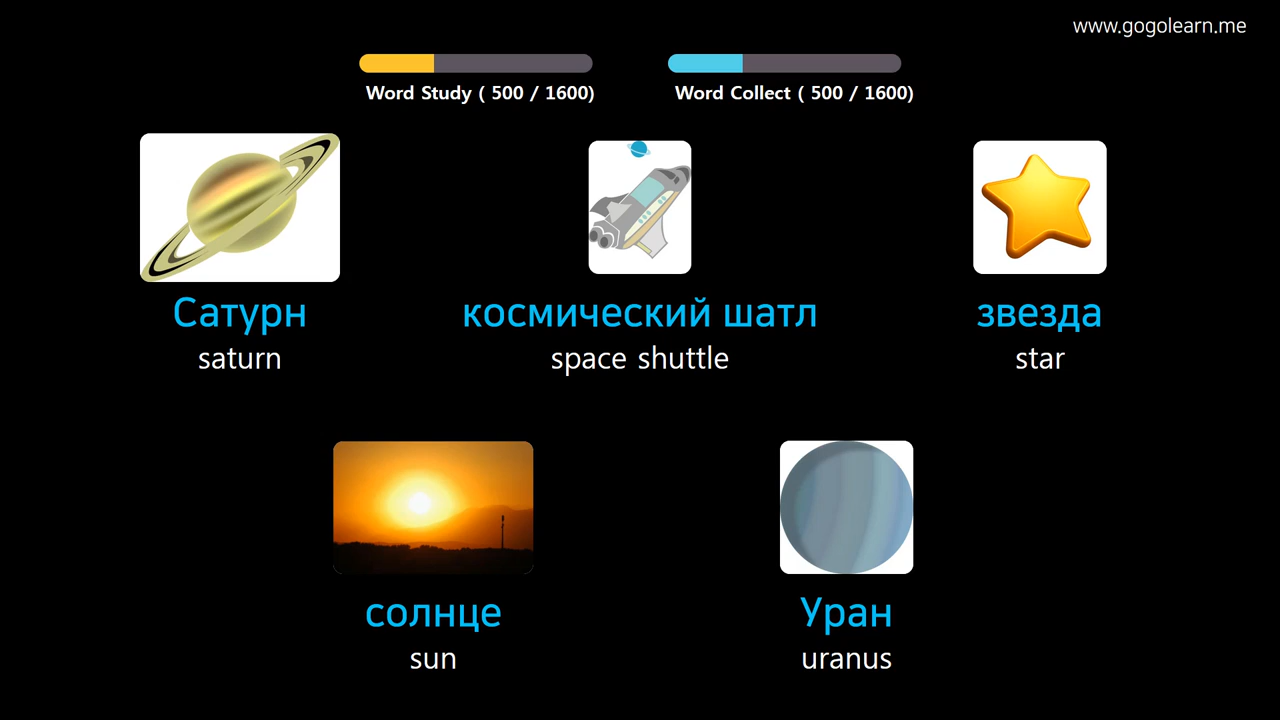 www.gogolearn.me
Word Study ( 500 / 1600)
Word Collect ( 500 / 1600)
Сатурн
saturn
космический шатл
space shuttle
звезда
star
солнце
sun
Уран
uranus